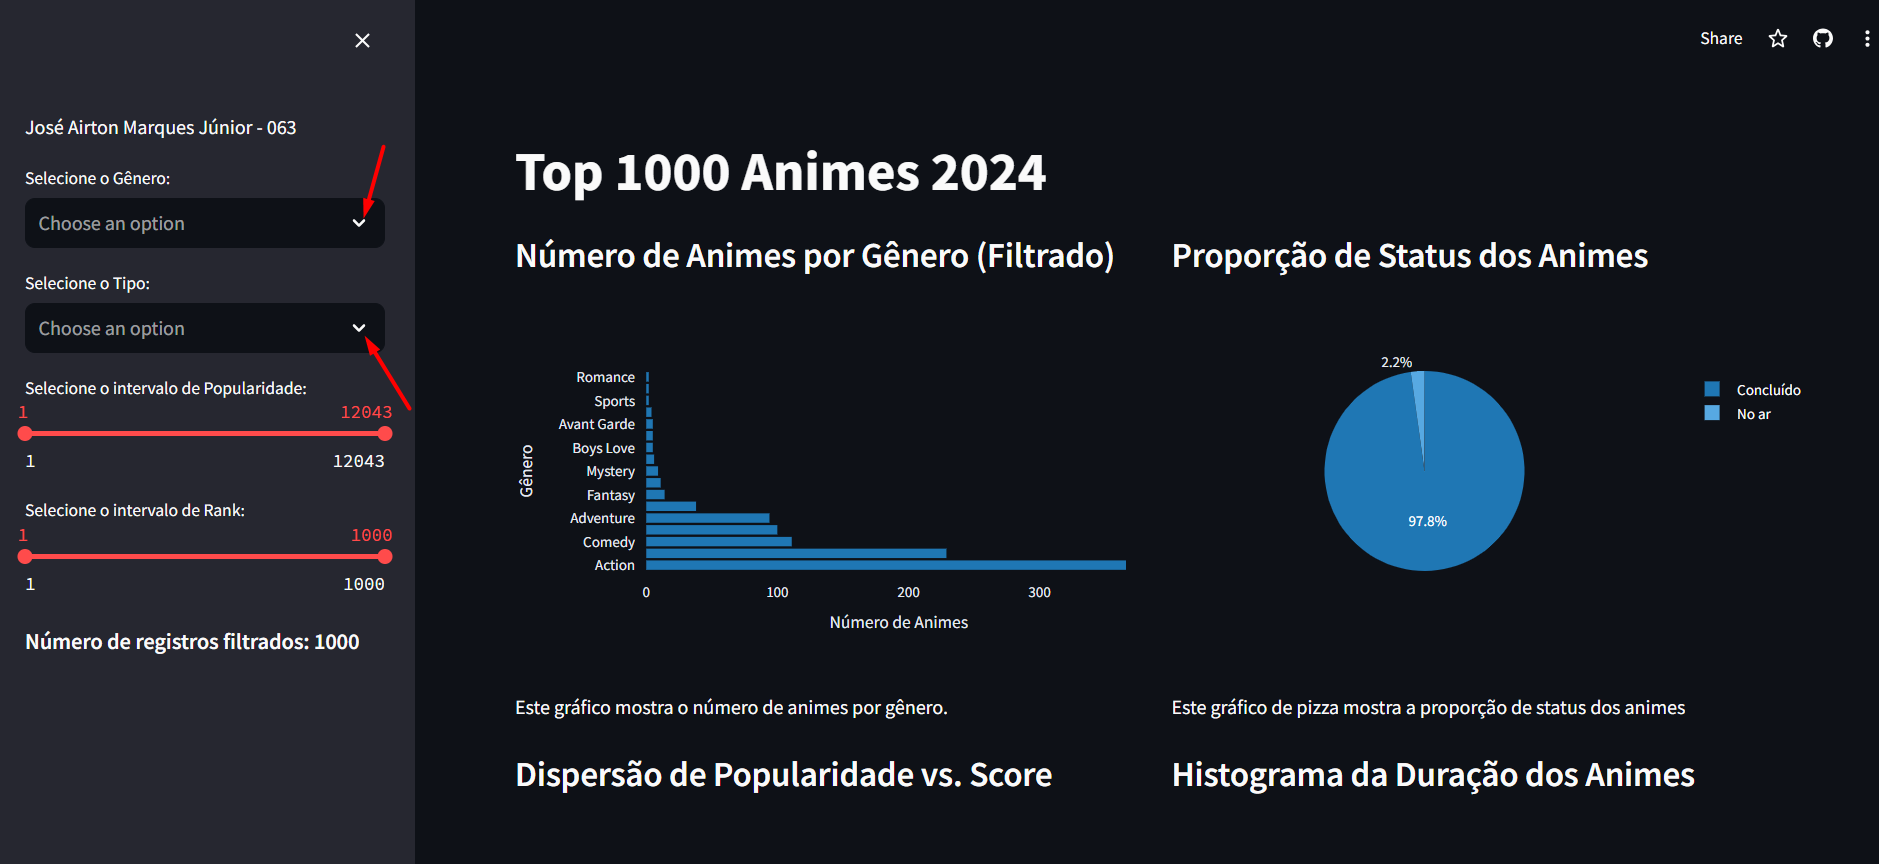 Share
José Airton Marques Júnior - 063
Selecione o Gênero:
Choose an option
Selecione o Tipo:
Choose an option
Selecione o intervalo de Popularidade:
1 12043
1 12043
Selecione o intervalo de Rank:
1 1000
1 1000
Número de registros filtrados: 1000
Top 1000 Animes 2024
Número de Animes por Gênero (Filtrado)
Gênero
Romance
Sports
Avant Garde
Boys Love
Mystery
Fantasy
Adventure
Comedy
Action
0 100 200 300
Número de Animes
Este gráfico mostra o número de animes por gênero.
Proporção de Status dos Animes
2.2%
97.8%
Concluído
No ar
Este gráfico de pizza mostra a proporção de status dos animes
Dispersão de Popularidade vs. Score
Histograma da Duração dos Animes